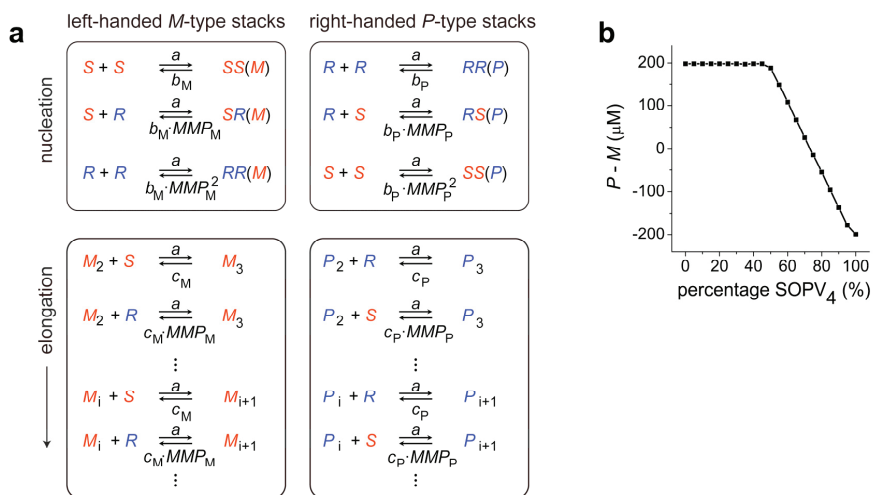 left-handed M-type stacks
right-handed P-type stacks
a
b
nucleation
S + S a b_M SS(M)
S + R a b_M·MMP_M SR(M)
R + R a b_M·MMP_M^2 RR(M)
R + R a b_P RR(P)
R + S a b_P·MMP_P RS(P)
S + S a b_P·MMP_P^2 SS(P)
elongation
M_2 + S a c_M M_3
M_2 + R a c_M·MMP_M M_3
⋮
M_i + S a c_M M_i+1
M_i + R a c_M·MMP_M M_i+1
⋮
P_2 + R a c_P P_3
P_2 + S a c_P·MMP_P P_3
⋮
P_i + R a c_P P_i+1
P_i + S a c_P·MMP_P P_i+1
⋮
P - M (μM)
200
100
0
-100
-200
0 20 40 60 80 100
percentage SOPV_4 (%)